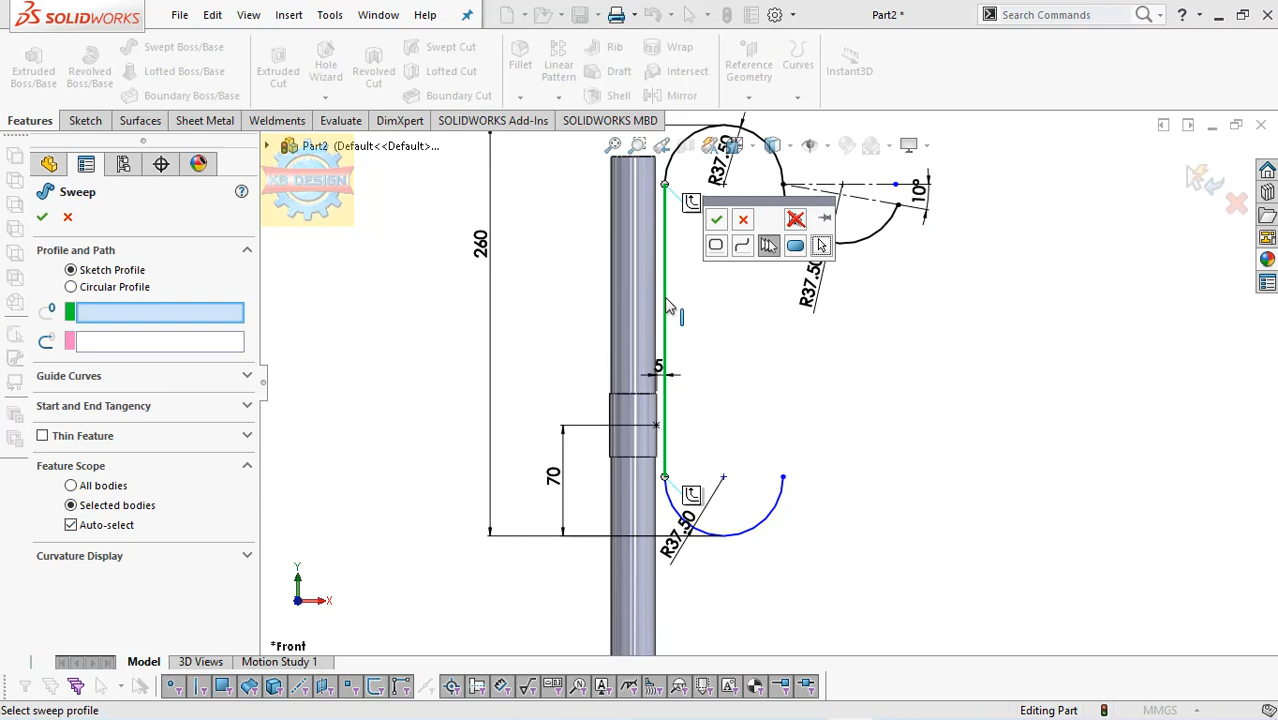 SOLIDWORKS
File
Edit
View
Insert
Tools
Window
Help
Part2 *
Search Commands
?
Extruded Boss/Base
Revolved Boss/Base
Swept Boss/Base
Lofted Boss/Base
Boundary Boss/Base
Extruded Cut
Hole Wizard
Revolved Cut
Swept Cut
Lofted Cut
Boundary Cut
Fillet
Linear Pattern
Rib
Draft
Shell
Wrap
Intersect
Mirror
Reference Geometry
Curves
Instant3D
Features
Sketch
Surfaces
Sheet Metal
Weldments
Evaluate
DimXpert
SOLIDWORKS Add-Ins
SOLIDWORKS MBD
Part2 (Default<<Default>...
KB DESIGN
Sweep
Profile and Path
Sketch Profile
Circular Profile
Guide Curves
Start and End Tangency
Thin Feature
Feature Scope
All bodies
Selected bodies
Auto-select
Curvature Display
R37.50
10°
260
R37.50
5
70
R37.50
Y
X
*Front
Model
3D Views
Motion Study 1
Select sweep profile
Editing Part
MMGS